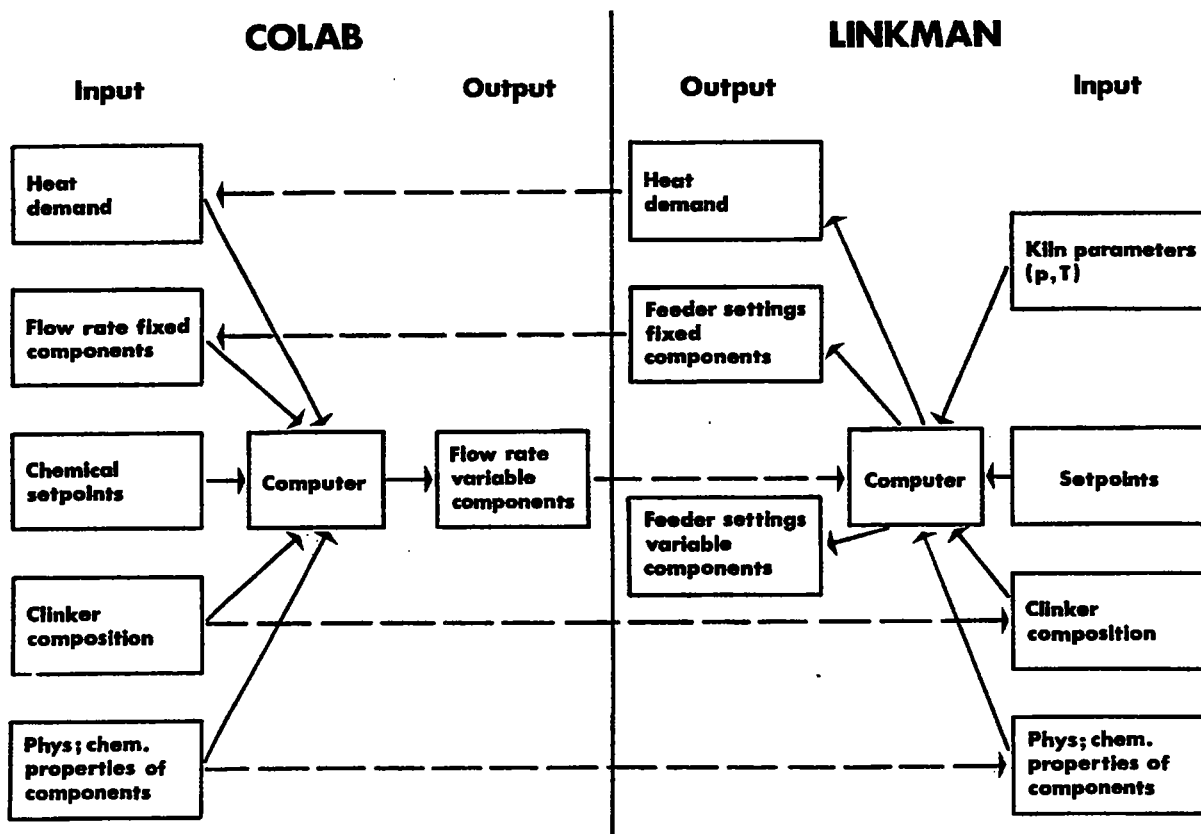 COLAB
Input
Output
Heat
demand
Flow rate fixed
components
Chemical
setpoints
Computer
Flow rate
variable
components
Clinker
composition
Phys; chem.
properties of
components
LINKMAN
Output
Input
Heat
demand
Kiln parameters
(p,T)
Feeder settings
fixed
components
Computer
Setpoints
Feeder settings
variable
components
Clinker
composition
Phys; chem.
properties of
components